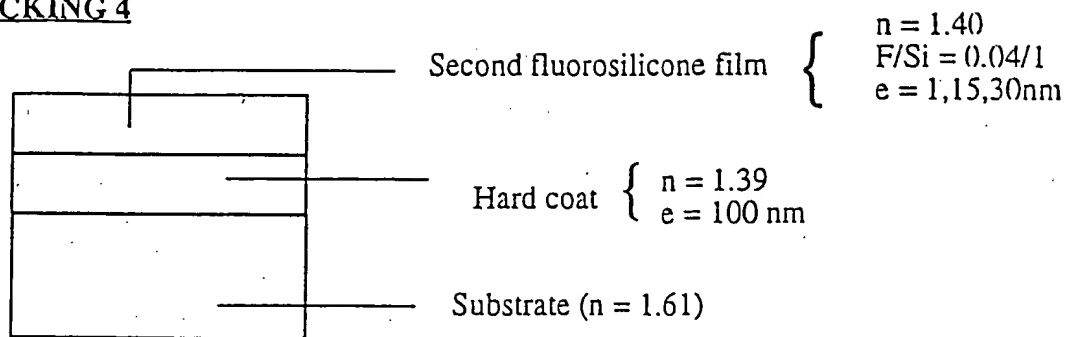 CKING 4
Second fluorosilicone film { n = 1.40
F/Si = 0.04/1
e = 1,15,30nm
Hard coat { n = 1.39
e = 100 nm
Substrate (n = 1.61)